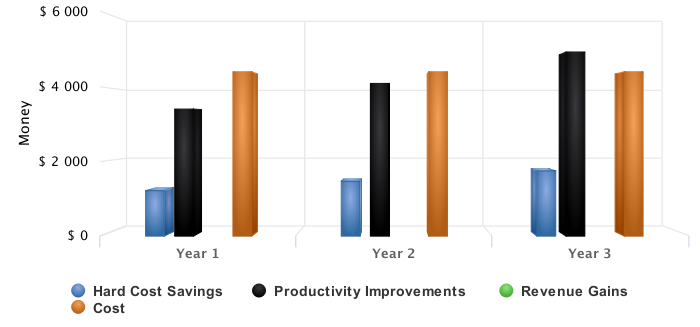 $ 6 000
$ 4 000
$ 2 000
$ 0
Money
Year 1 Year 2 Year 3
Hard Cost Savings Productivity Improvements Revenue Gains
Cost